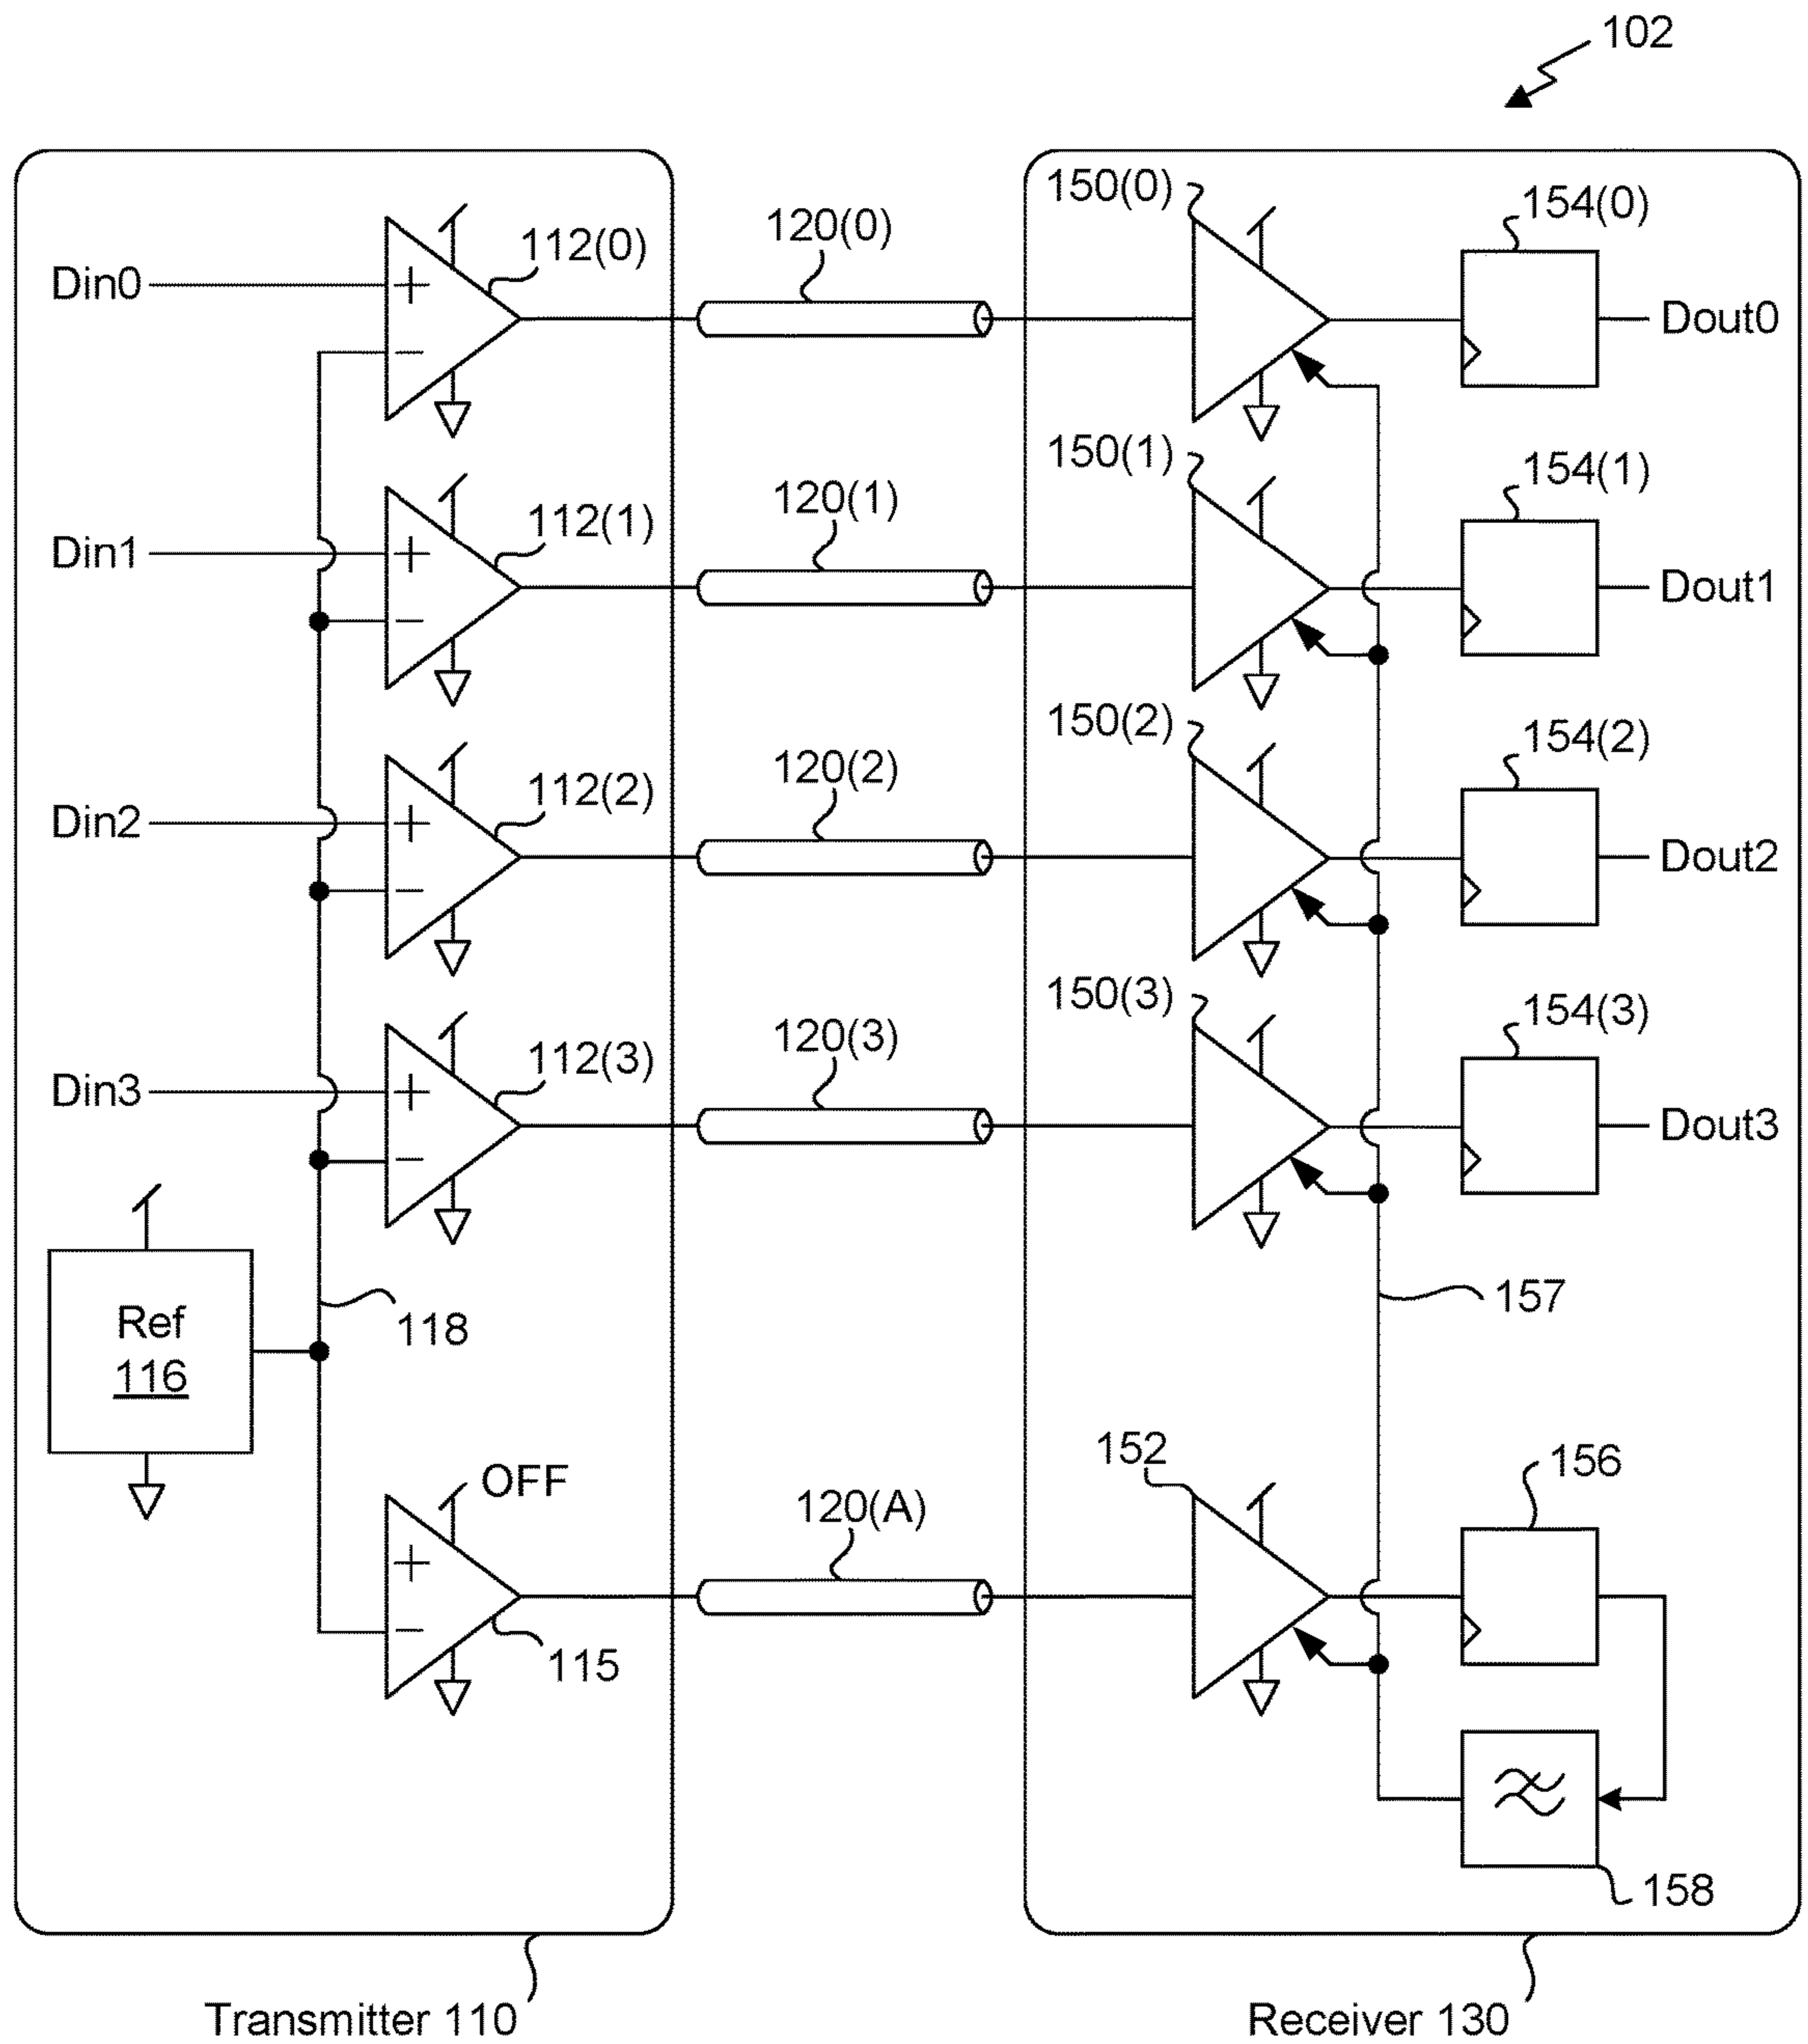 102
150(0)
154(0)
120(0)
112(0)
Din0
+
−
Dout0
150(1)
154(1)
120(1)
112(1)
Din1
+
−
Dout1
150(2)
154(2)
120(2)
112(2)
Din2
+
−
Dout2
150(3)
154(3)
120(3)
112(3)
Din3
+
−
Dout3
157
Ref
116
118
152
156
OFF
120(A)
+
−
115
158
Transmitter 110
Receiver 130